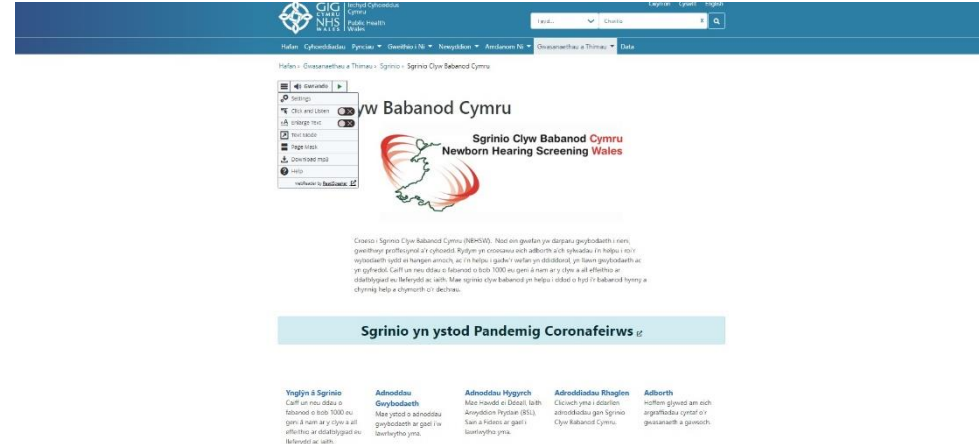 GIG
CYMRU
NHS
WALES
Iechyd Cyhoeddus
Cymru
Public Health
Wales
Cwynion Cyswllt English
Chwilio
Hafan Cyhoeddiadau Pynciau Gweithio i Ni Newyddion Amdanom Ni Gwasanaethau a Thimau Data
Hafan > Gwasanaethau a Thimau > Sgrinio > Sgrinio Clyw Babanod Cymru
Gwrando
Settings
Click and Listen
Enlarge Text
Text Mode
Page Mask
Download mp3
Help
webReader by ReadSpeaker
yw Babanod Cymru
Sgrinio Clyw Babanod Cymru
Newborn Hearing Screening Wales
Croeso i Sgrinio Clyw Babanod Cymru (NBHSW). Nod ein gwefan yw darparu gwybodaeth i rieni,
gweithwyr proffesiynol a'r cyhoedd. Rydym yn croesawu eich adborth a'ch sylwadau i'n helpu i roi'r
wybodaeth sydd ei hangen arnoch, ac i'n helpu i gadw'r wefan yn ddiddorol, yn llawn gwybodaeth ac
yn gyfredol. Caiff un neu ddau o fabanod o bob 1000 eu geni â nam ar y clyw a all effeithio ar
ddatblygiad eu lleferydd ac iaith. Mae sgrinio clyw babanod yn helpu i ddod o hyd i'r babanod hynny a
chynnig help a chymorth o'r dechrau.
Sgrinio yn ystod Pandemig Coronafeirws
Ynglŷn â Sgrinio
Caiff un neu ddau o
fabanod o bob 1000 eu
geni â nam ar y clyw a all
effeithio ar ddatblygiad eu
lleferydd ac iaith.
Adnoddau
Gwybodaeth
Mae ystod o adnoddau
gwybodaeth ar gael i'w
lawrlwytho yma.
Adnoddau Hygyrch
Mae Hawdd ei Ddeall, Iaith
Arwyddion Prydain (BSL),
Sain a Fideos ar gael i
lawrlwytho yma.
Adroddiadau Rhaglen
Cliciwch yma i ddarllen
adroddiadau gan Sgrinio
Clyw Babanod Cymru.
Adborth
Hoffem glywed am eich
argraffiadau cyntaf o'r
gwasanaeth a gawsoch.